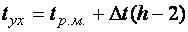 tух = tр.м. + Δt(h − 2)